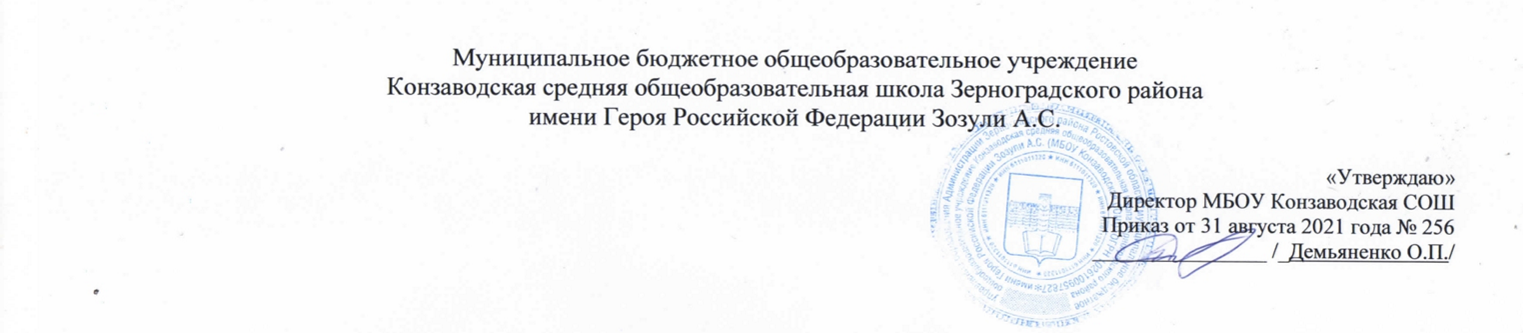 Муниципальное бюджетное общеобразовательное учреждение
Конзаводская средняя общеобразовательная школа Зерноградского района
имени Героя Российской Федерации Зозули А.С.
«Утверждаю»
Директор МБОУ Конзаводская СОШ
Приказ от 31 августа 2021 года № 256
/ Демьяненко О.П./